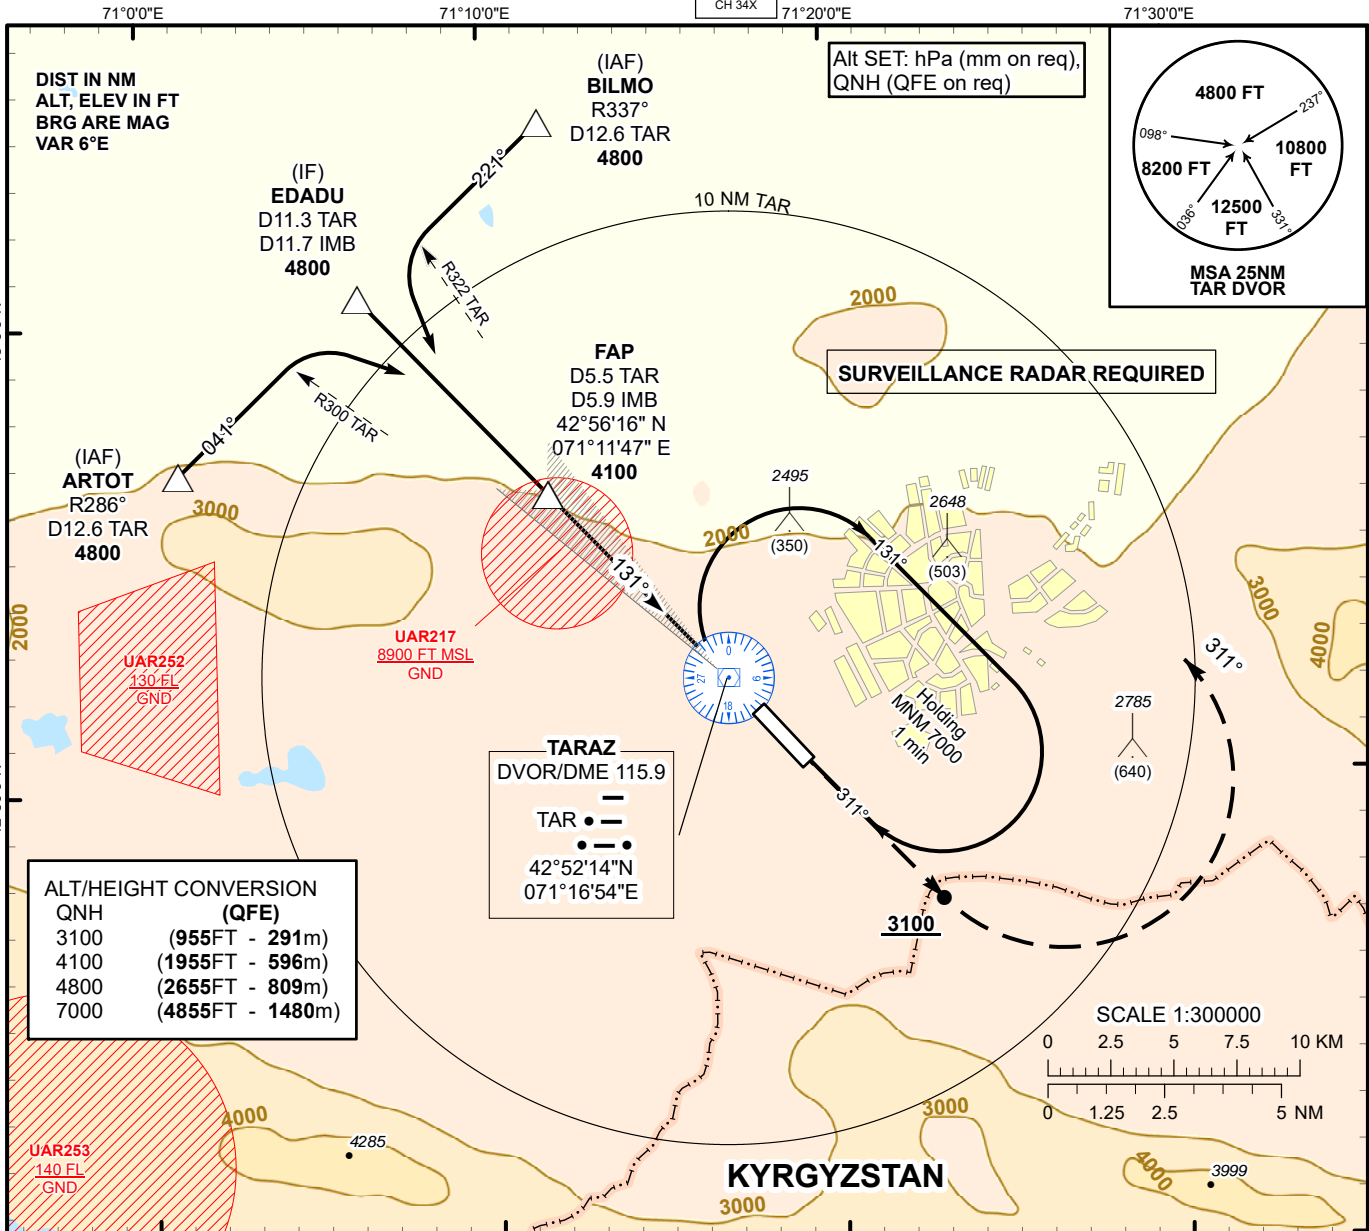 CH 34X
71°0'0"E
71°10'0"E
71°20'0"E
71°30'0"E
DIST IN NM
ALT, ELEV IN FT
BRG ARE MAG
VAR 6°E
(IAF)
BILMO
R337°
D12.6 TAR
4800
221°
Alt SET: hPa (mm on req),
QNH (QFE on req)
4800 FT
237°
098°
10800
FT
8200 FT
036°
12500
FT
331°
MSA 25NM
TAR DVOR
(IF)
EDADU
D11.3 TAR
D11.7 IMB
4800
10 NM TAR
R322 TAR
2000
SURVEILLANCE RADAR REQUIRED
FAP
D5.5 TAR
D5.9 IMB
42°56'16" N
071°11'47" E
4100
R300 TAR
041°
(IAF)
ARTOT
R286°
D12.6 TAR
4800
3000
2495
(350)
2000
2648
(503)
131°
131°
3000
4000
2000
UAR217
8900 FT MSL
GND
UAR252
130 FL
GND
0
9
18
27
311°
Holding
MNM 7000
1 min
2785
(640)
TARAZ
DVOR/DME 115.9
TAR
42°52'14"N
071°16'54"E
311°
3100
ALT/HEIGHT CONVERSION
QNH (QFE)
3100 (955FT - 291m)
4100 (1955FT - 596m)
4800 (2655FT - 809m)
7000 (4855FT - 1480m)
SCALE 1:300000
0 2.5 5 7.5 10 KM
0 1.25 2.5 5 NM
4000
4285
UAR253
140 FL
GND
3000
KYRGYZSTAN
3000
4000
3999